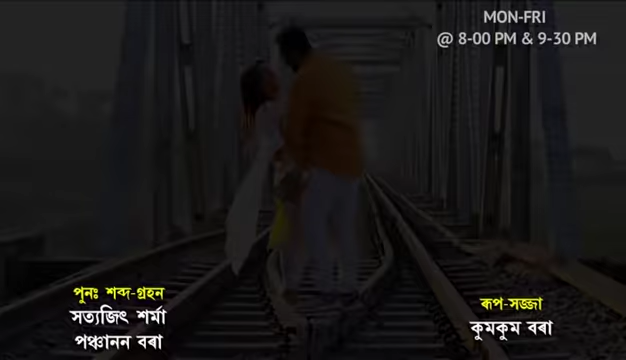 MON-FRI
@ 8-00 PM & 9-30 PM
পুনঃ শব্দ-গ্ৰহন
সত্যজিৎ শৰ্মা
পঞ্চানন বৰা
ৰূপ-সজ্জা
কুমকুম বৰা